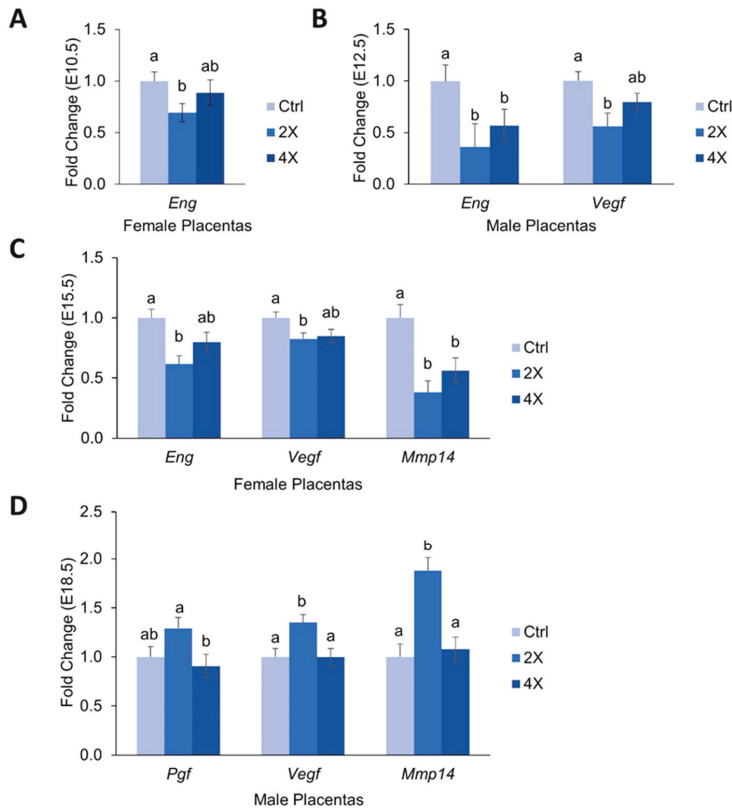 A
Fold Change (E10.5)
1.5
1.0
0.5
0.0
a
b
ab
Eng
Female Placentas
Ctrl
2X
4X
B
Fold Change (E12.5)
1.5
1.0
0.5
0.0
a
b
b
a
b
ab
Eng
Vegf
Male Placentas
Ctrl
2X
4X
C
Fold Change (E15.5)
1.5
1.0
0.5
0.0
a
b
ab
a
b
ab
a
b
b
Eng
Vegf
Mmp14
Female Placentas
Ctrl
2X
4X
D
Fold Change (E18.5)
2.5
2.0
1.5
1.0
0.5
0.0
ab
a
b
a
b
a
a
b
a
Pgf
Vegf
Mmp14
Male Placentas
Ctrl
2X
4X